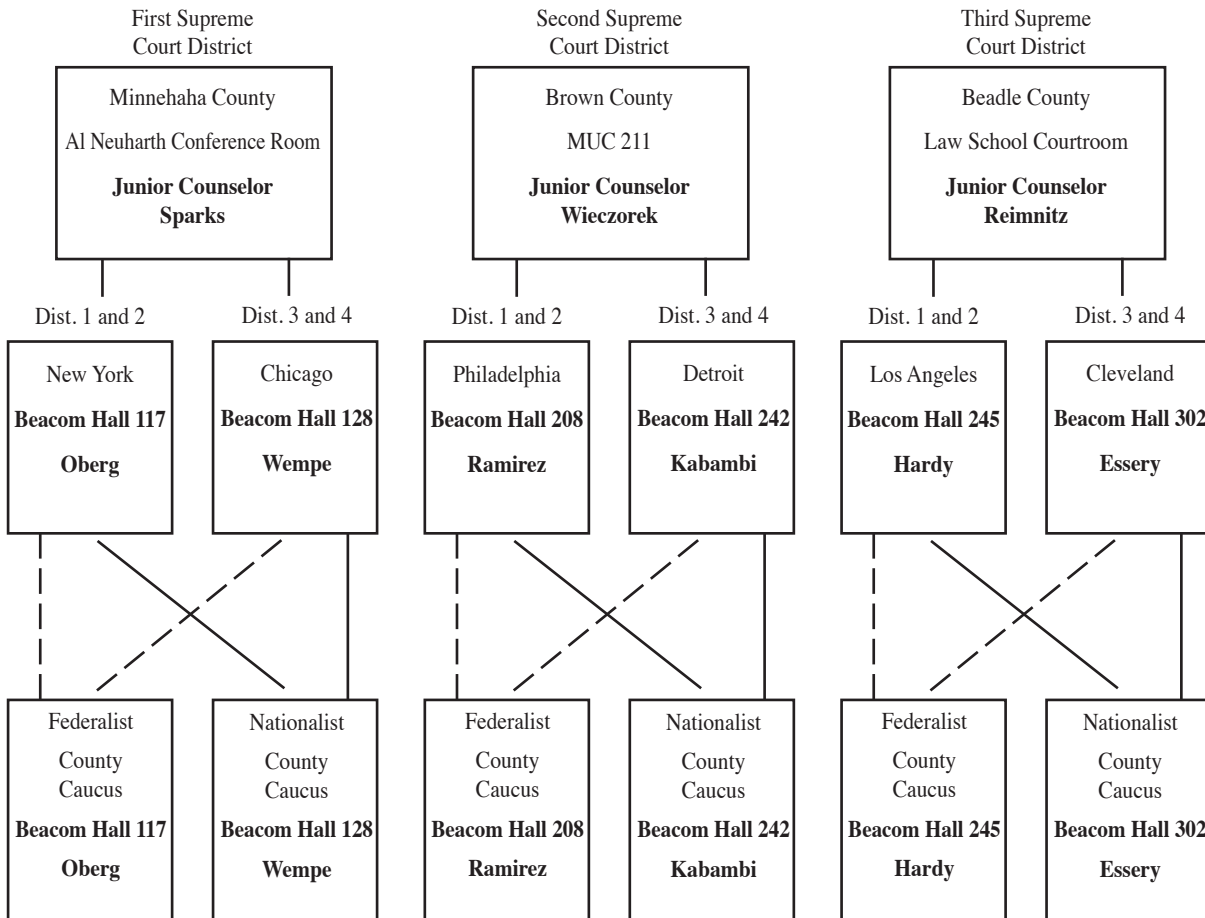 First Supreme
Court District
Second Supreme
Court District
Third Supreme
Court District
Minnehaha County
Al Neuharth Conference Room
Junior Counselor
Sparks
Brown County
MUC 211
Junior Counselor
Wieczorek
Beadle County
Law School Courtroom
Junior Counselor
Reimnitz
Dist. 1 and 2
Dist. 3 and 4
Dist. 1 and 2
Dist. 3 and 4
Dist. 1 and 2
Dist. 3 and 4
New York
Beacom Hall 117
Oberg
Chicago
Beacom Hall 128
Wempe
Philadelphia
Beacom Hall 208
Ramirez
Detroit
Beacom Hall 242
Kabambi
Los Angeles
Beacom Hall 245
Hardy
Cleveland
Beacom Hall 302
Essery
Federalist
County
Caucus
Beacom Hall 117
Oberg
Nationalist
County
Caucus
Beacom Hall 128
Wempe
Federalist
County
Caucus
Beacom Hall 208
Ramirez
Nationalist
County
Caucus
Beacom Hall 242
Kabambi
Federalist
County
Caucus
Beacom Hall 245
Hardy
Nationalist
County
Caucus
Beacom Hall 302
Essery